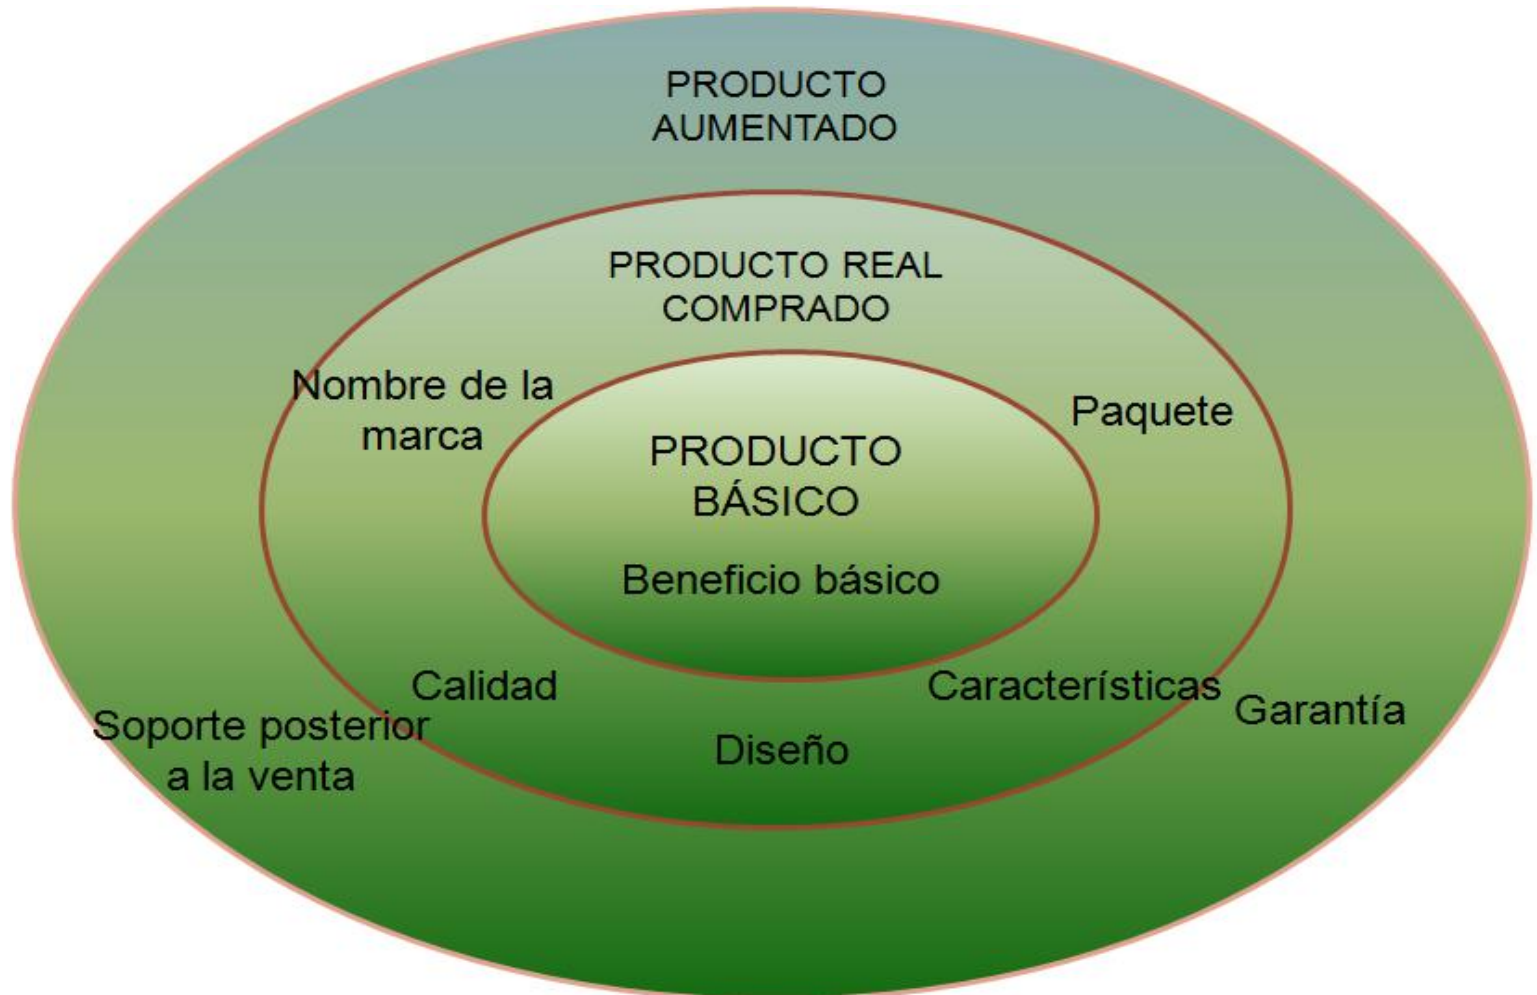 PRODUCTO
AUMENTADO
PRODUCTO REAL
COMPRADO
Nombre de la
marca
Paquete
PRODUCTO
BÁSICO
Beneficio básico
Calidad
Características
Soporte posterior
a la venta
Diseño
Garantía